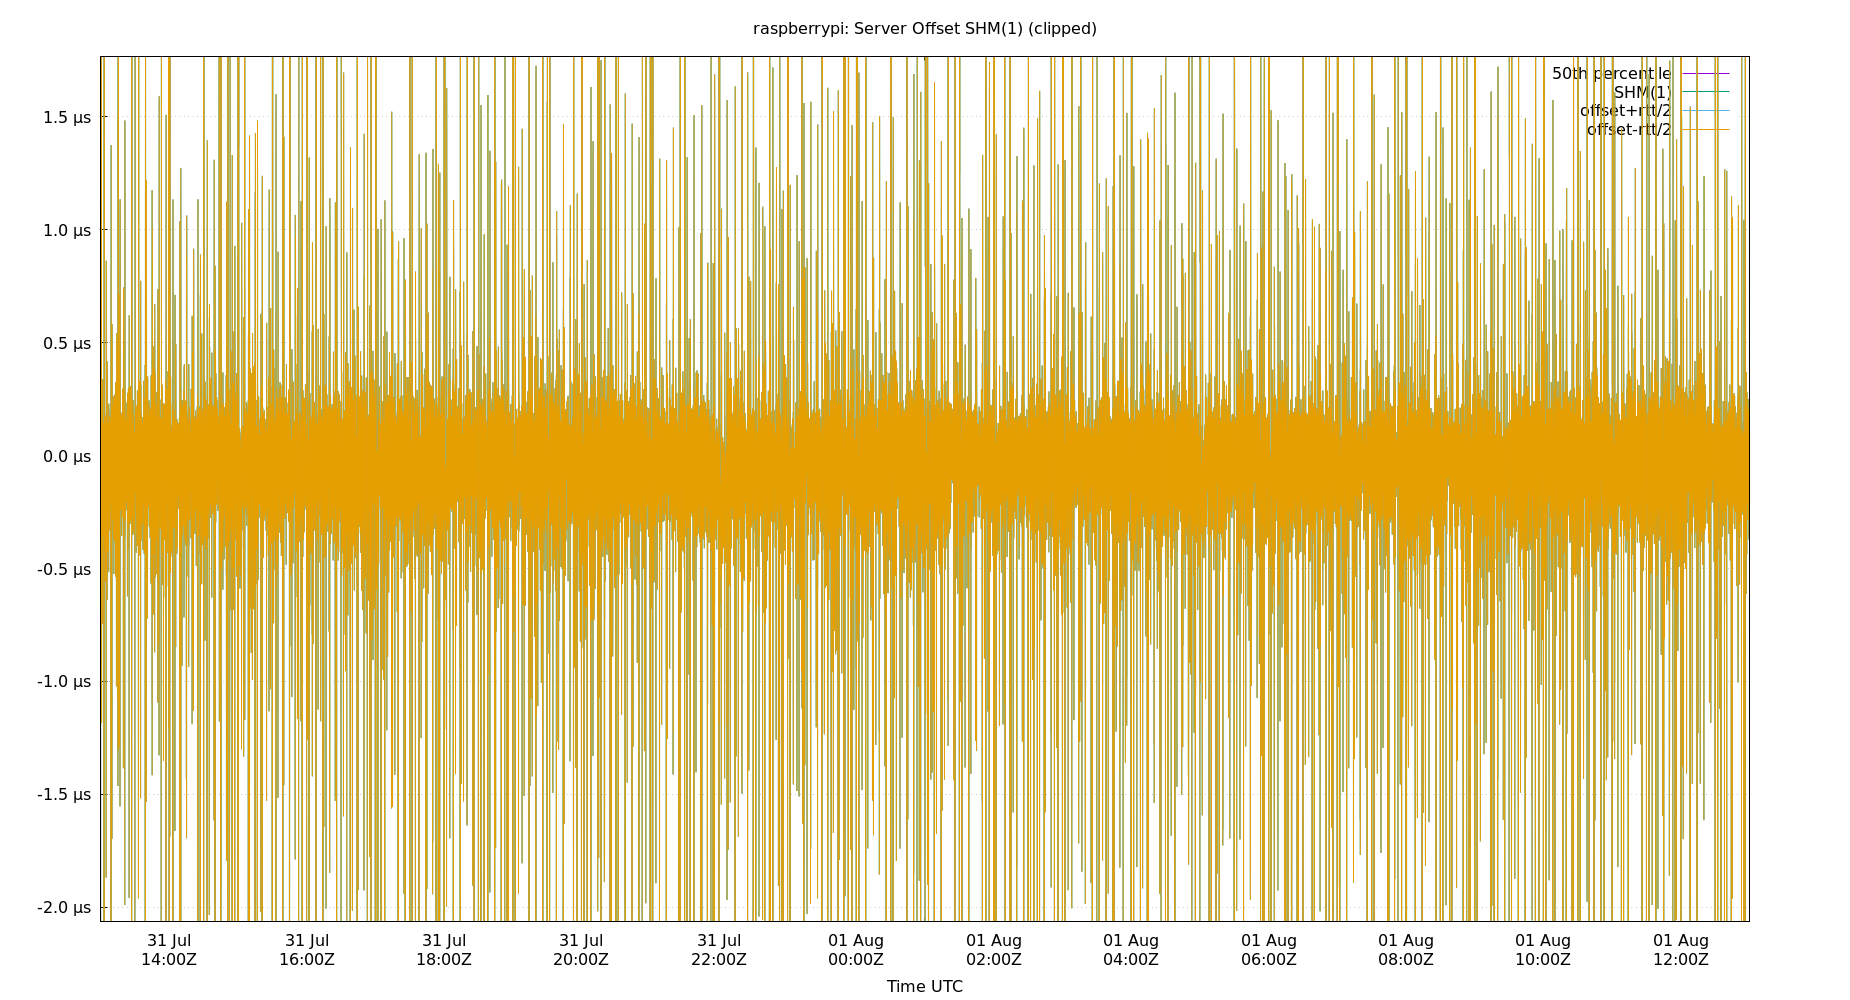 raspberrypi: Server Offset SHM(1) (clipped)
50th percentile
SHM(1)
offset+rtt/2
offset-rtt/2
1.5 µs
1.0 µs
0.5 µs
0.0 µs
-0.5 µs
-1.0 µs
-1.5 µs
-2.0 µs
31 Jul 31 Jul 31 Jul 31 Jul 31 Jul 01 Aug 01 Aug 01 Aug 01 Aug 01 Aug 01 Aug 01 Aug
14:00Z 16:00Z 18:00Z 20:00Z 22:00Z 00:00Z 02:00Z 04:00Z 06:00Z 08:00Z 10:00Z 12:00Z
Time UTC